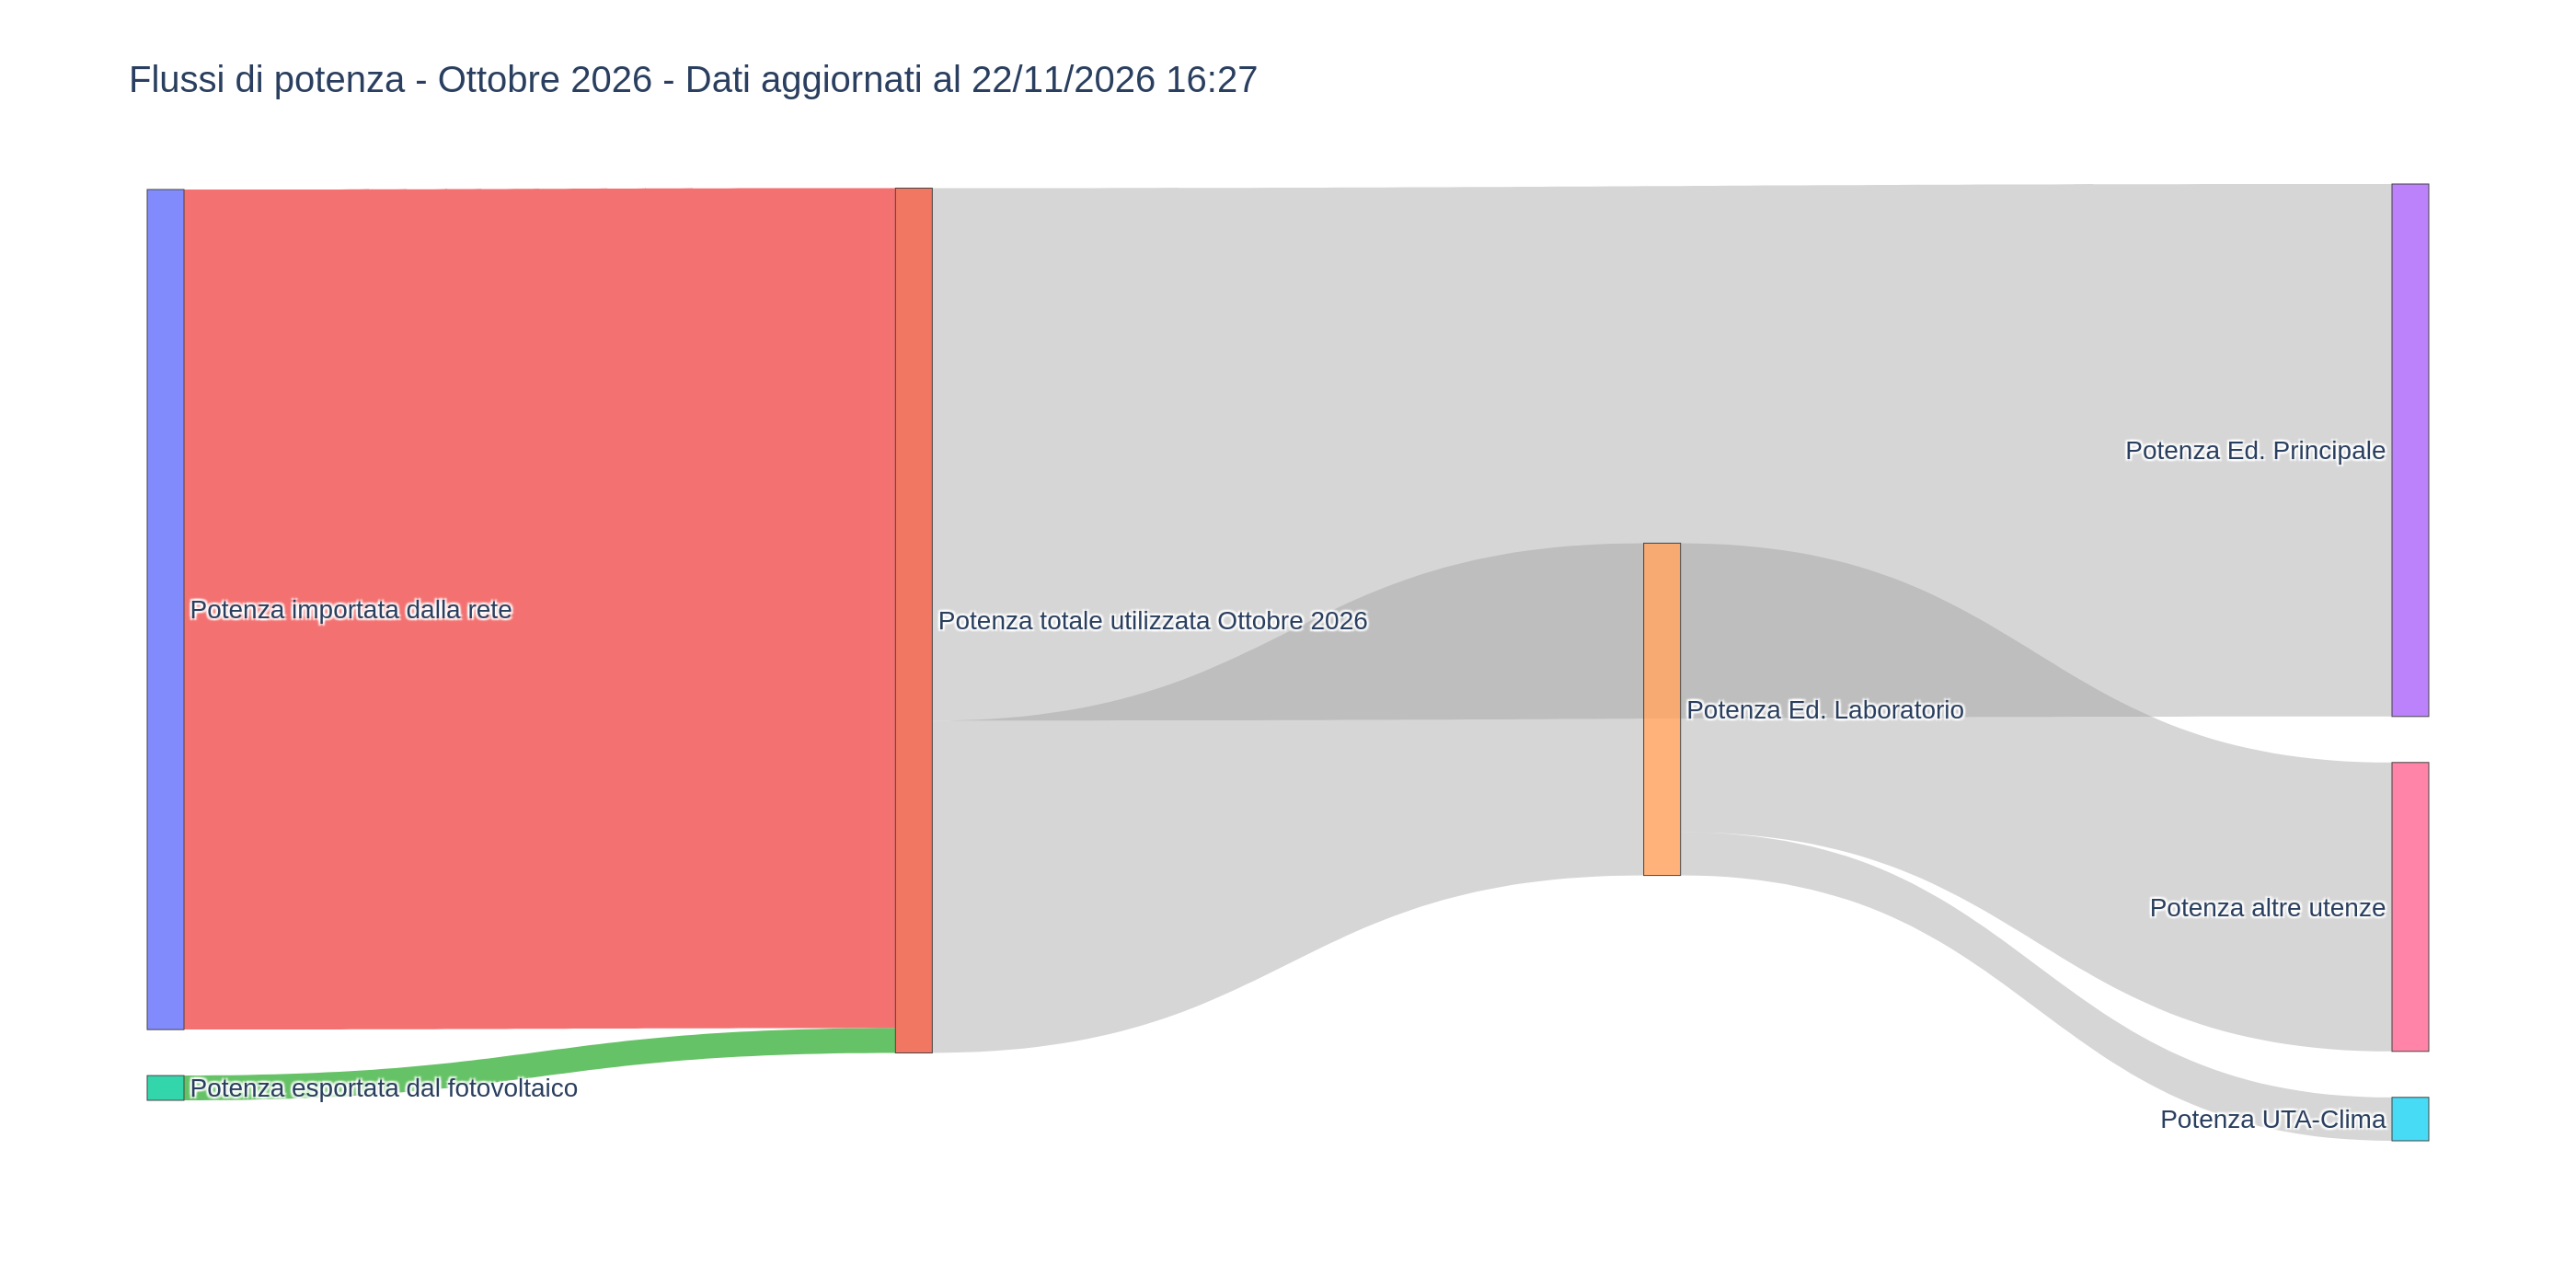 Flussi di potenza - Ottobre 2026 - Dati aggiornati al 22/11/2026 16:27
Potenza Ed. Principale
Potenza importata dalla rete
Potenza totale utilizzata Ottobre 2026
Potenza Ed. Laboratorio
Potenza altre utenze
Potenza esportata dal fotovoltaico
Potenza UTA-Clima